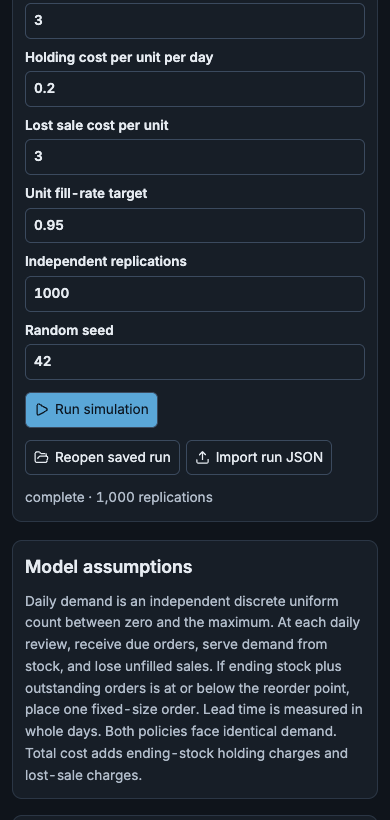 3
Holding cost per unit per day
0.2
Lost sale cost per unit
3
Unit fill-rate target
0.95
Independent replications
1000
Random seed
42
Run simulation
Reopen saved run
Import run JSON
complete · 1,000 replications
Model assumptions
Daily demand is an independent discrete uniform
count between zero and the maximum. At each daily
review, receive due orders, serve demand from
stock, and lose unfilled sales. If ending stock plus
outstanding orders is at or below the reorder point,
place one fixed-size order. Lead time is measured in
whole days. Both policies face identical demand.
Total cost adds ending-stock holding charges and
lost-sale charges.